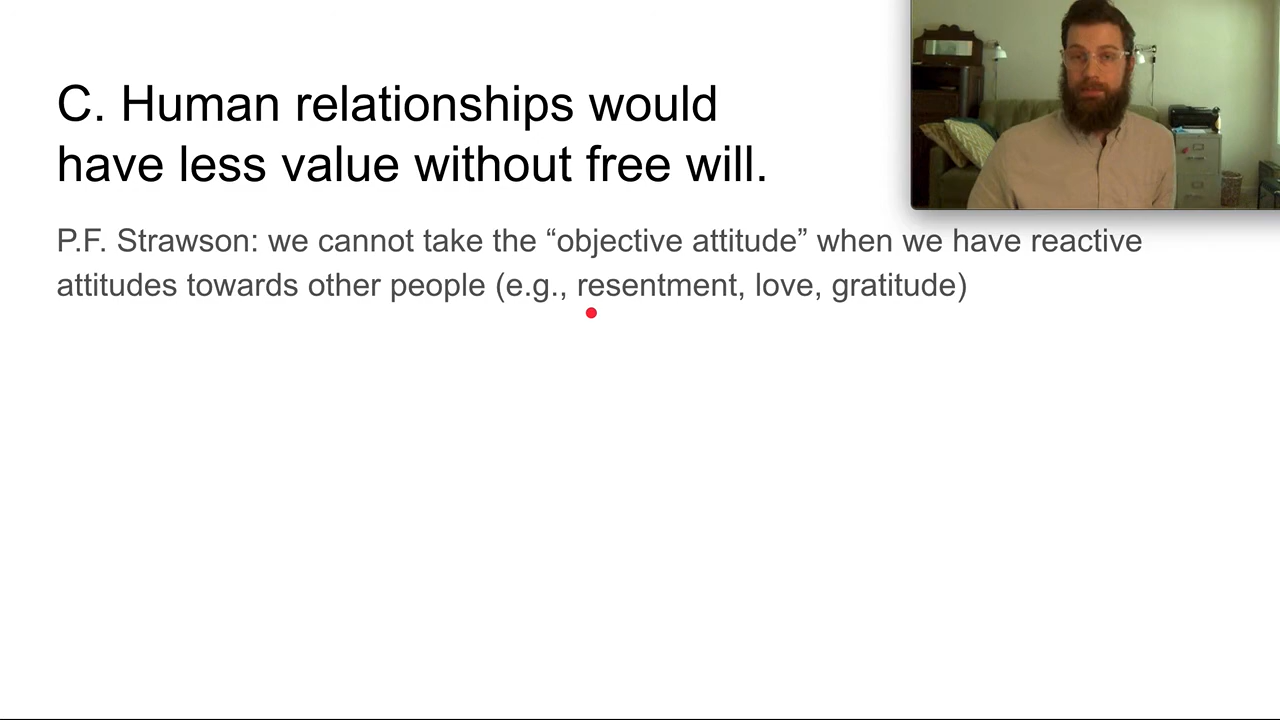 C. Human relationships would
have less value without free will.
P.F. Strawson: we cannot take the “objective attitude” when we have reactive
attitudes towards other people (e.g., resentment, love, gratitude)